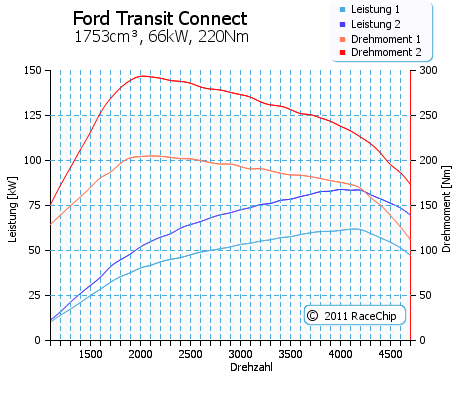 Ford Transit Connect
1753cm³, 66kW, 220Nm
Leistung 1
Leistung 2
Drehmoment 1
Drehmoment 2
150
125
100
75
50
25
0
Leistung [kW]
300
250
200
150
100
50
0
Drehmoment [Nm]
© 2011 RaceChip
1500 2000 2500 3000 3500 4000 4500
Drehzahl